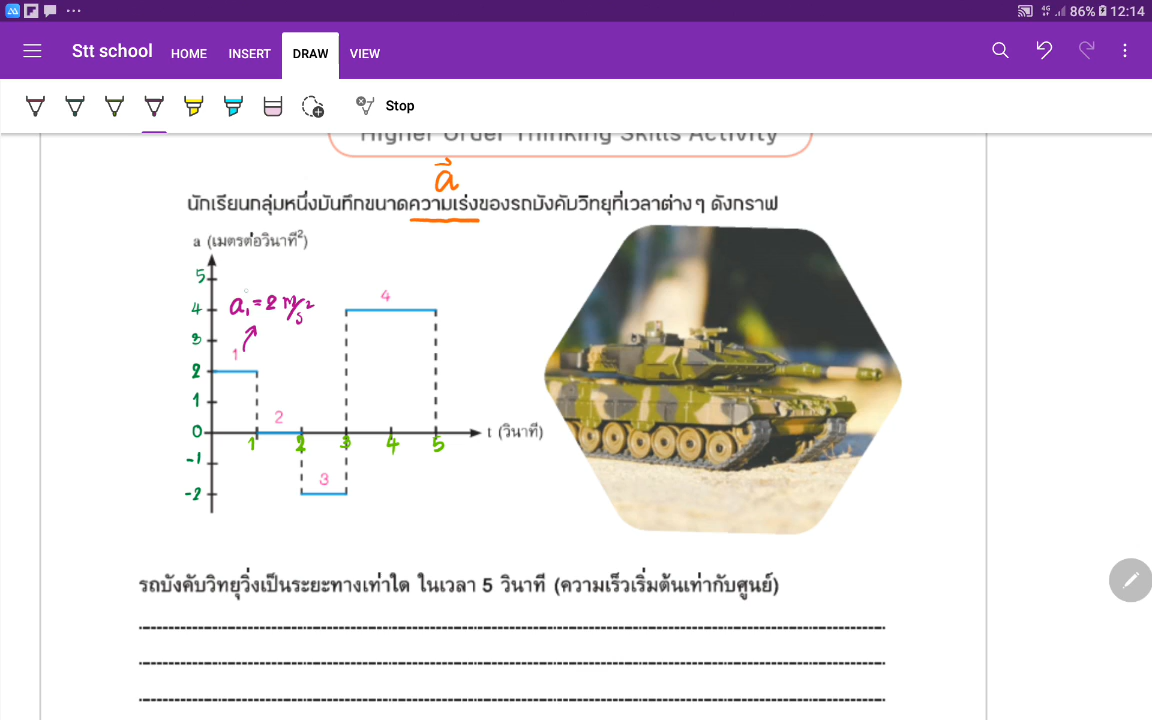 4G 86% 12:14
Stt school HOME INSERT DRAW VIEW
Stop
Higher Order Thinking Skills Activity
a⃗
นักเรียนกลุ่มหนึ่งบันทึกขนาดความเร่งของรถบังคับวิทยุที่เวลาต่าง ๆ ดังกราฟ
a (เมตรต่อวินาที²)
5
4
3
2
1
0
-1
-2
a₁ = 2 m/s²
1
2
3
4
1 2 3 4 5
t (วินาที)
รถบังคับวิทยุวิ่งเป็นระยะทางเท่าใด ในเวลา 5 วินาที (ความเร็วเริ่มต้นเท่ากับศูนย์)